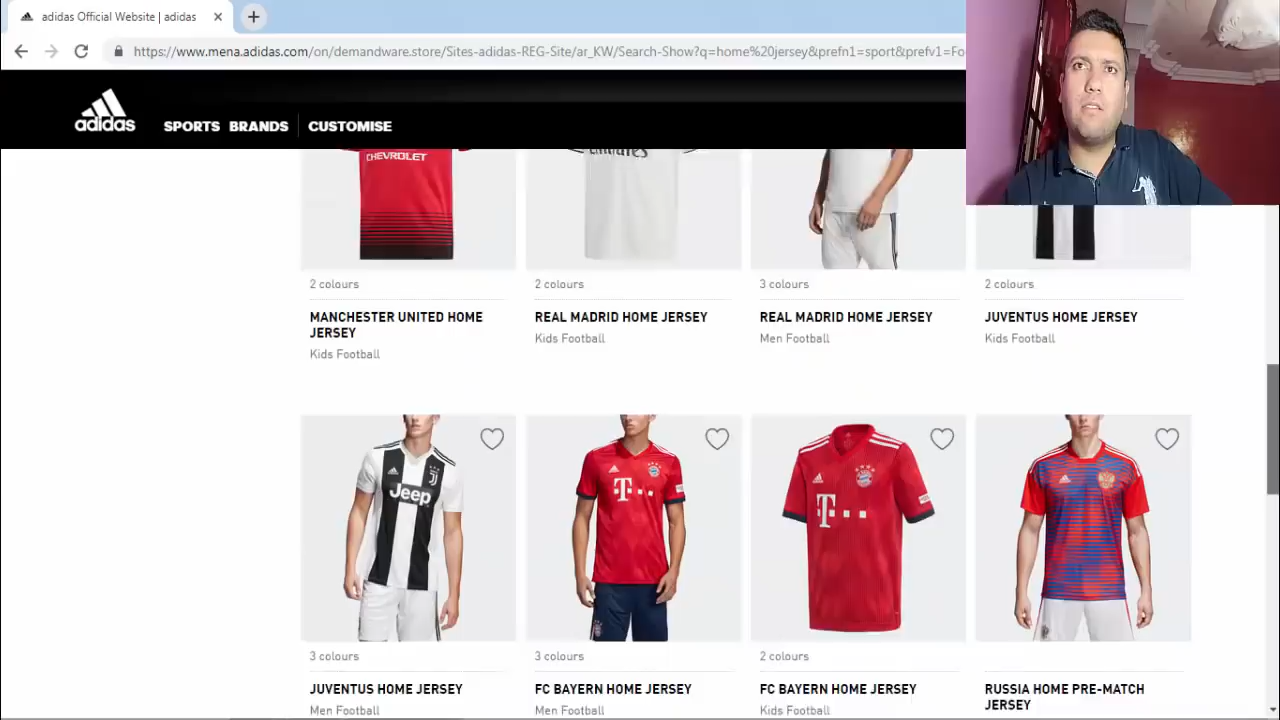 adidas Official Website | adidas
https://www.mena.adidas.com/on/demandware.store/Sites-adidas-REG-Site/ar_KW/Search-Show?q=home%20jersey&prefn1=sport&prefv1=Fo
adidas
SPORTS BRANDS CUSTOMISE
CHEVROLET
2 colours
MANCHESTER UNITED HOME
JERSEY
Kids Football
2 colours
REAL MADRID HOME JERSEY
Kids Football
3 colours
REAL MADRID HOME JERSEY
Men Football
2 colours
JUVENTUS HOME JERSEY
Kids Football
Jeep
T
T
3 colours
JUVENTUS HOME JERSEY
Men Football
3 colours
FC BAYERN HOME JERSEY
Men Football
2 colours
FC BAYERN HOME JERSEY
Kids Football
RUSSIA HOME PRE-MATCH
JERSEY